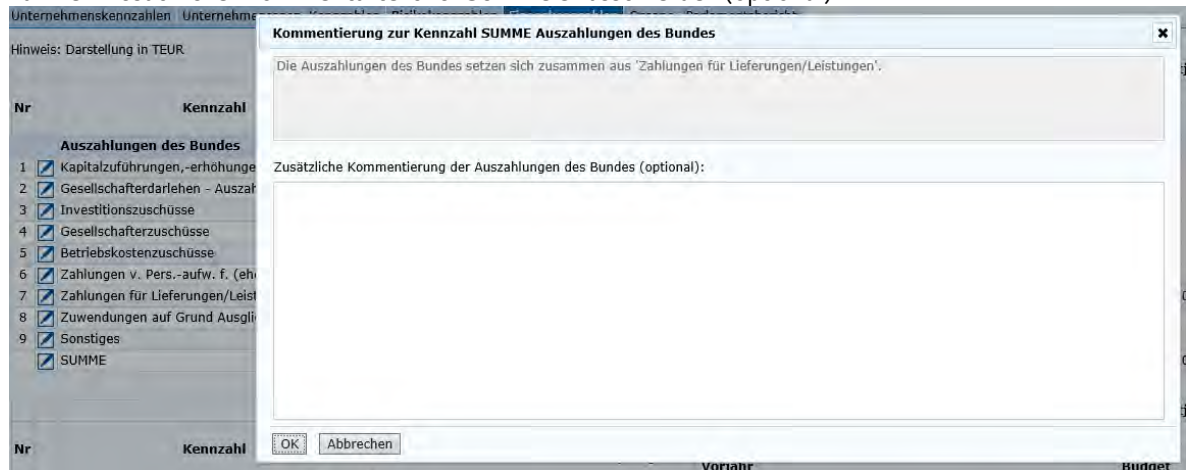 Unternehmenskennzahlen
Hinweis: Darstellung in TEUR
Nr Kennzahl
Auszahlungen des Bundes
1 Kapitalzuführungen,-erhöhunge
2 Gesellschafterdarlehen - Auszah
3 Investitionszuschüsse
4 Gesellschafterzuschüsse
5 Betriebskostenzuschüsse
6 Zahlungen v. Pers.-aufw. f. (ehe
7 Zahlungen für Lieferungen/Leist
8 Zuwendungen auf Grund Ausgli
9 Sonstiges
SUMME
Nr Kennzahl
Kommentierung zur Kennzahl SUMME Auszahlungen des Bundes
Die Auszahlungen des Bundes setzen sich zusammen aus 'Zahlungen für Lieferungen/Leistungen'.
Zusätzliche Kommentierung der Auszahlungen des Bundes (optional):
OK Abbrechen
Vorjahr Budget